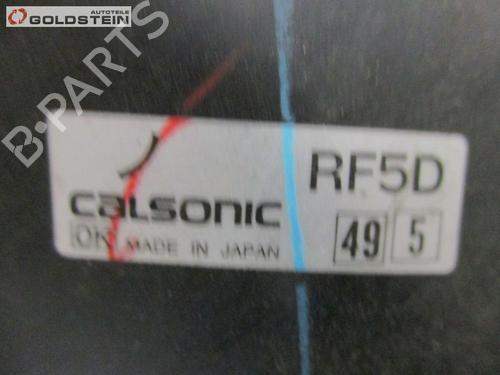 AUTOTEILE
GOLDSTEIN
B-PARTS
RF5D
calsonic
49 5
OK MADE IN JAPAN